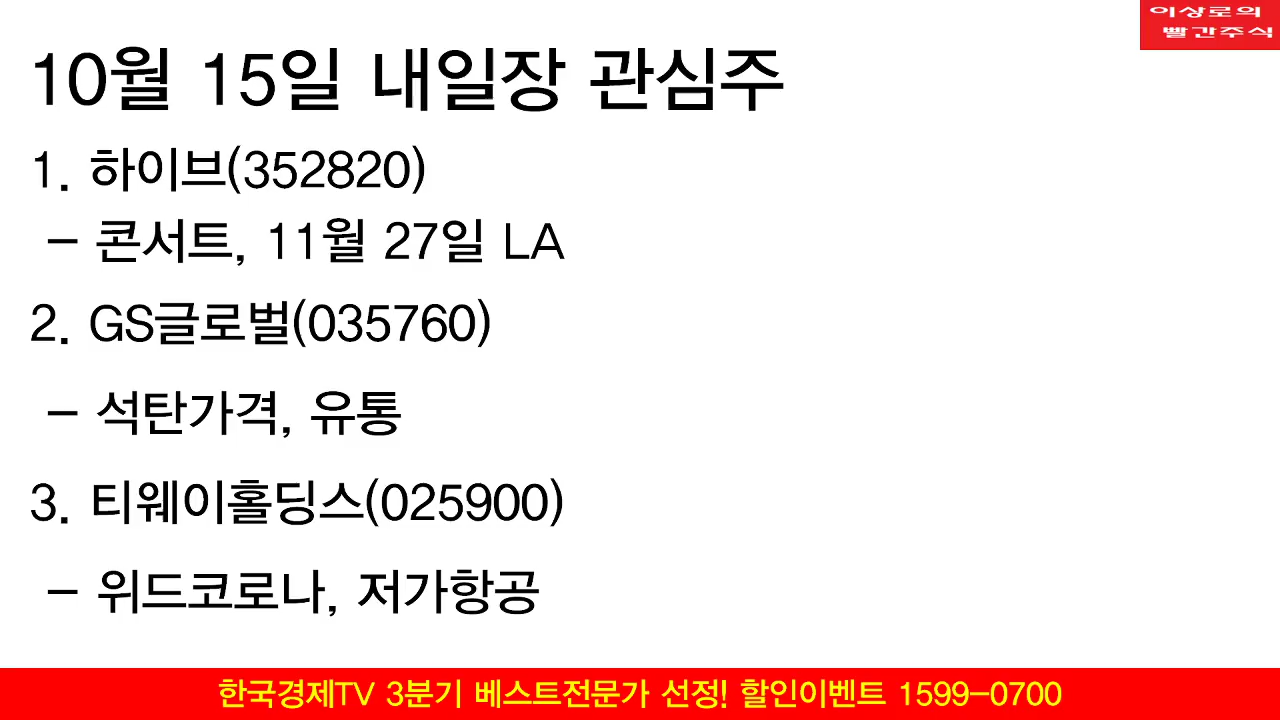 이상로의
빨간주식
10월 15일 내일장 관심주
1. 하이브(352820)
- 콘서트, 11월 27일 LA
2. GS글로벌(035760)
- 석탄가격, 유통
3. 티웨이홀딩스(025900)
- 위드코로나, 저가항공
한국경제TV 3분기 베스트전문가 선정! 할인이벤트 1599-0700